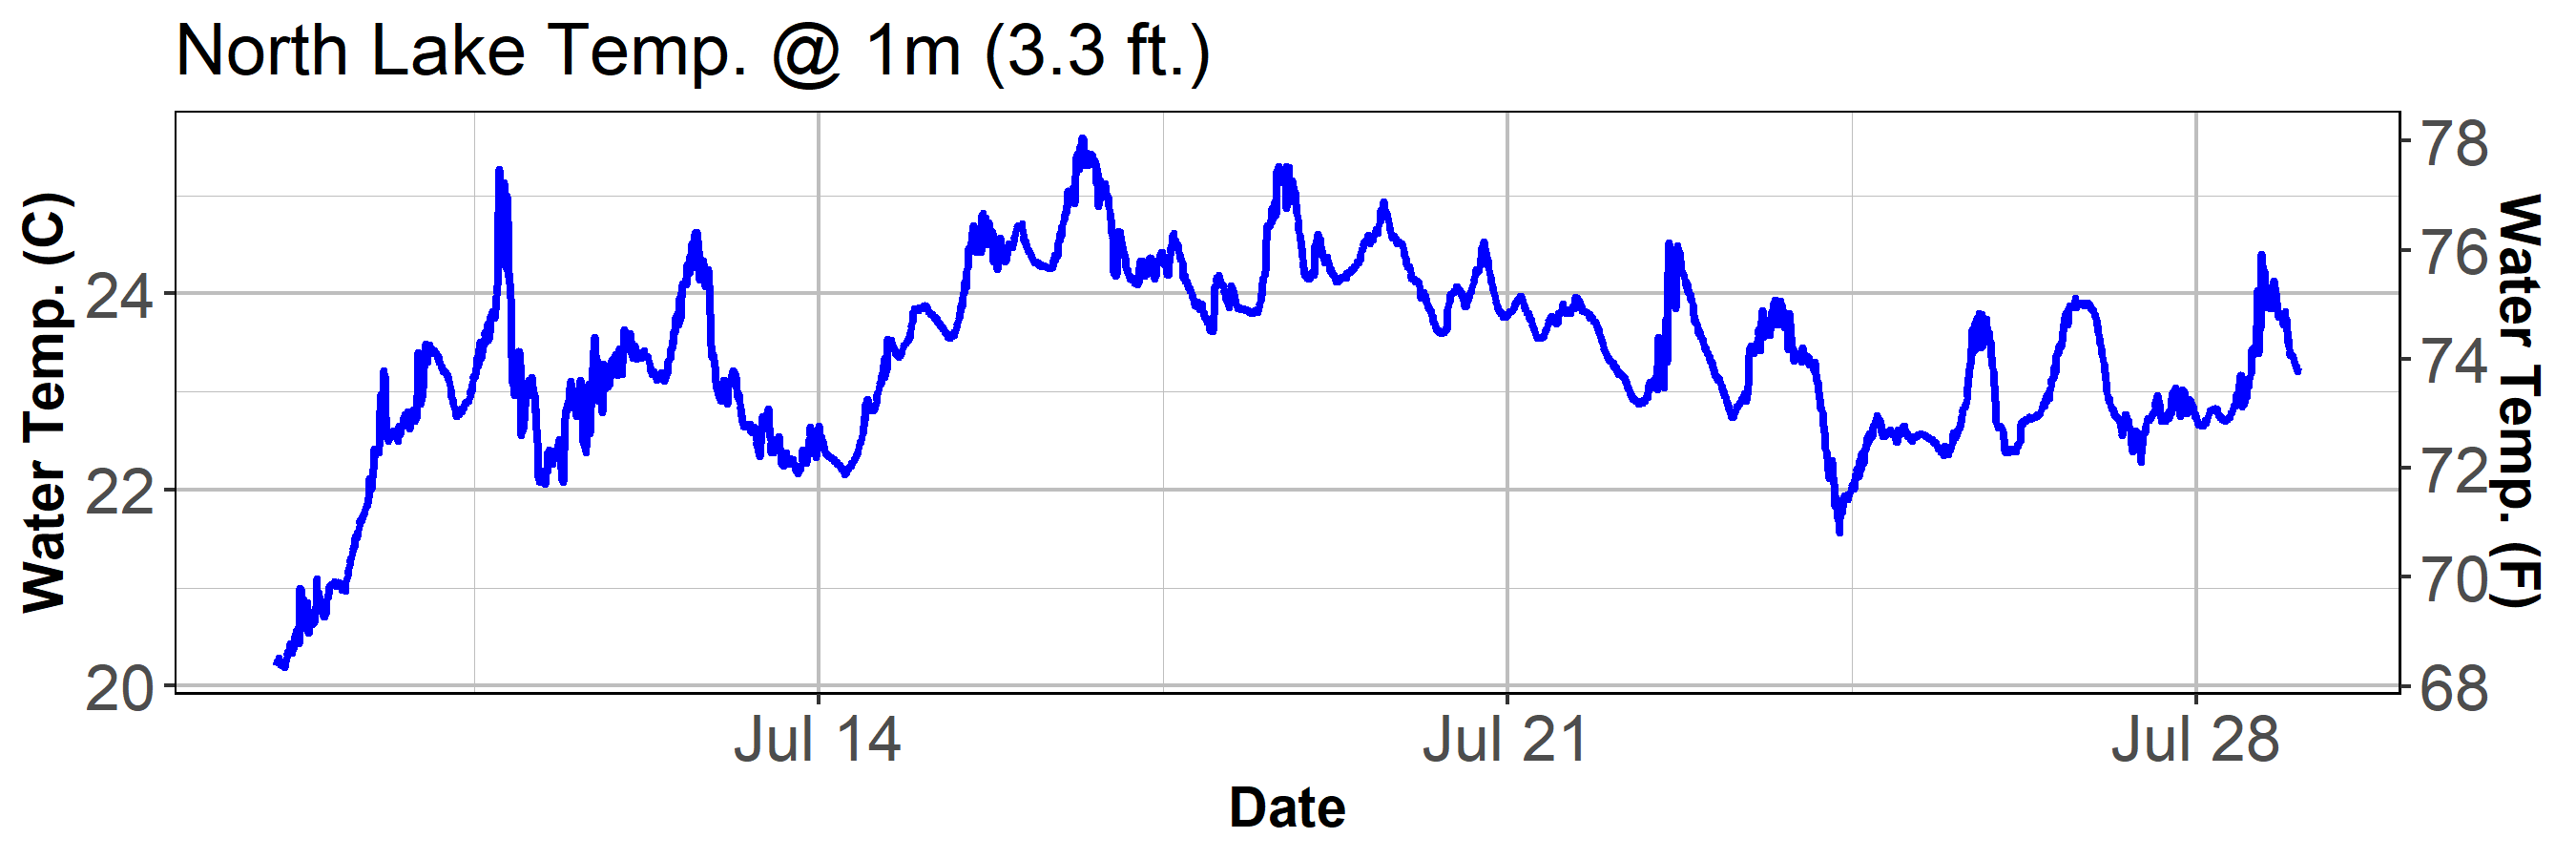 North Lake Temp. @ 1m (3.3 ft.)
Water Temp. (C)
24
22
20
78
76
74
72
70
68
Water Temp. (F)
Jul 14
Jul 21
Jul 28
Date